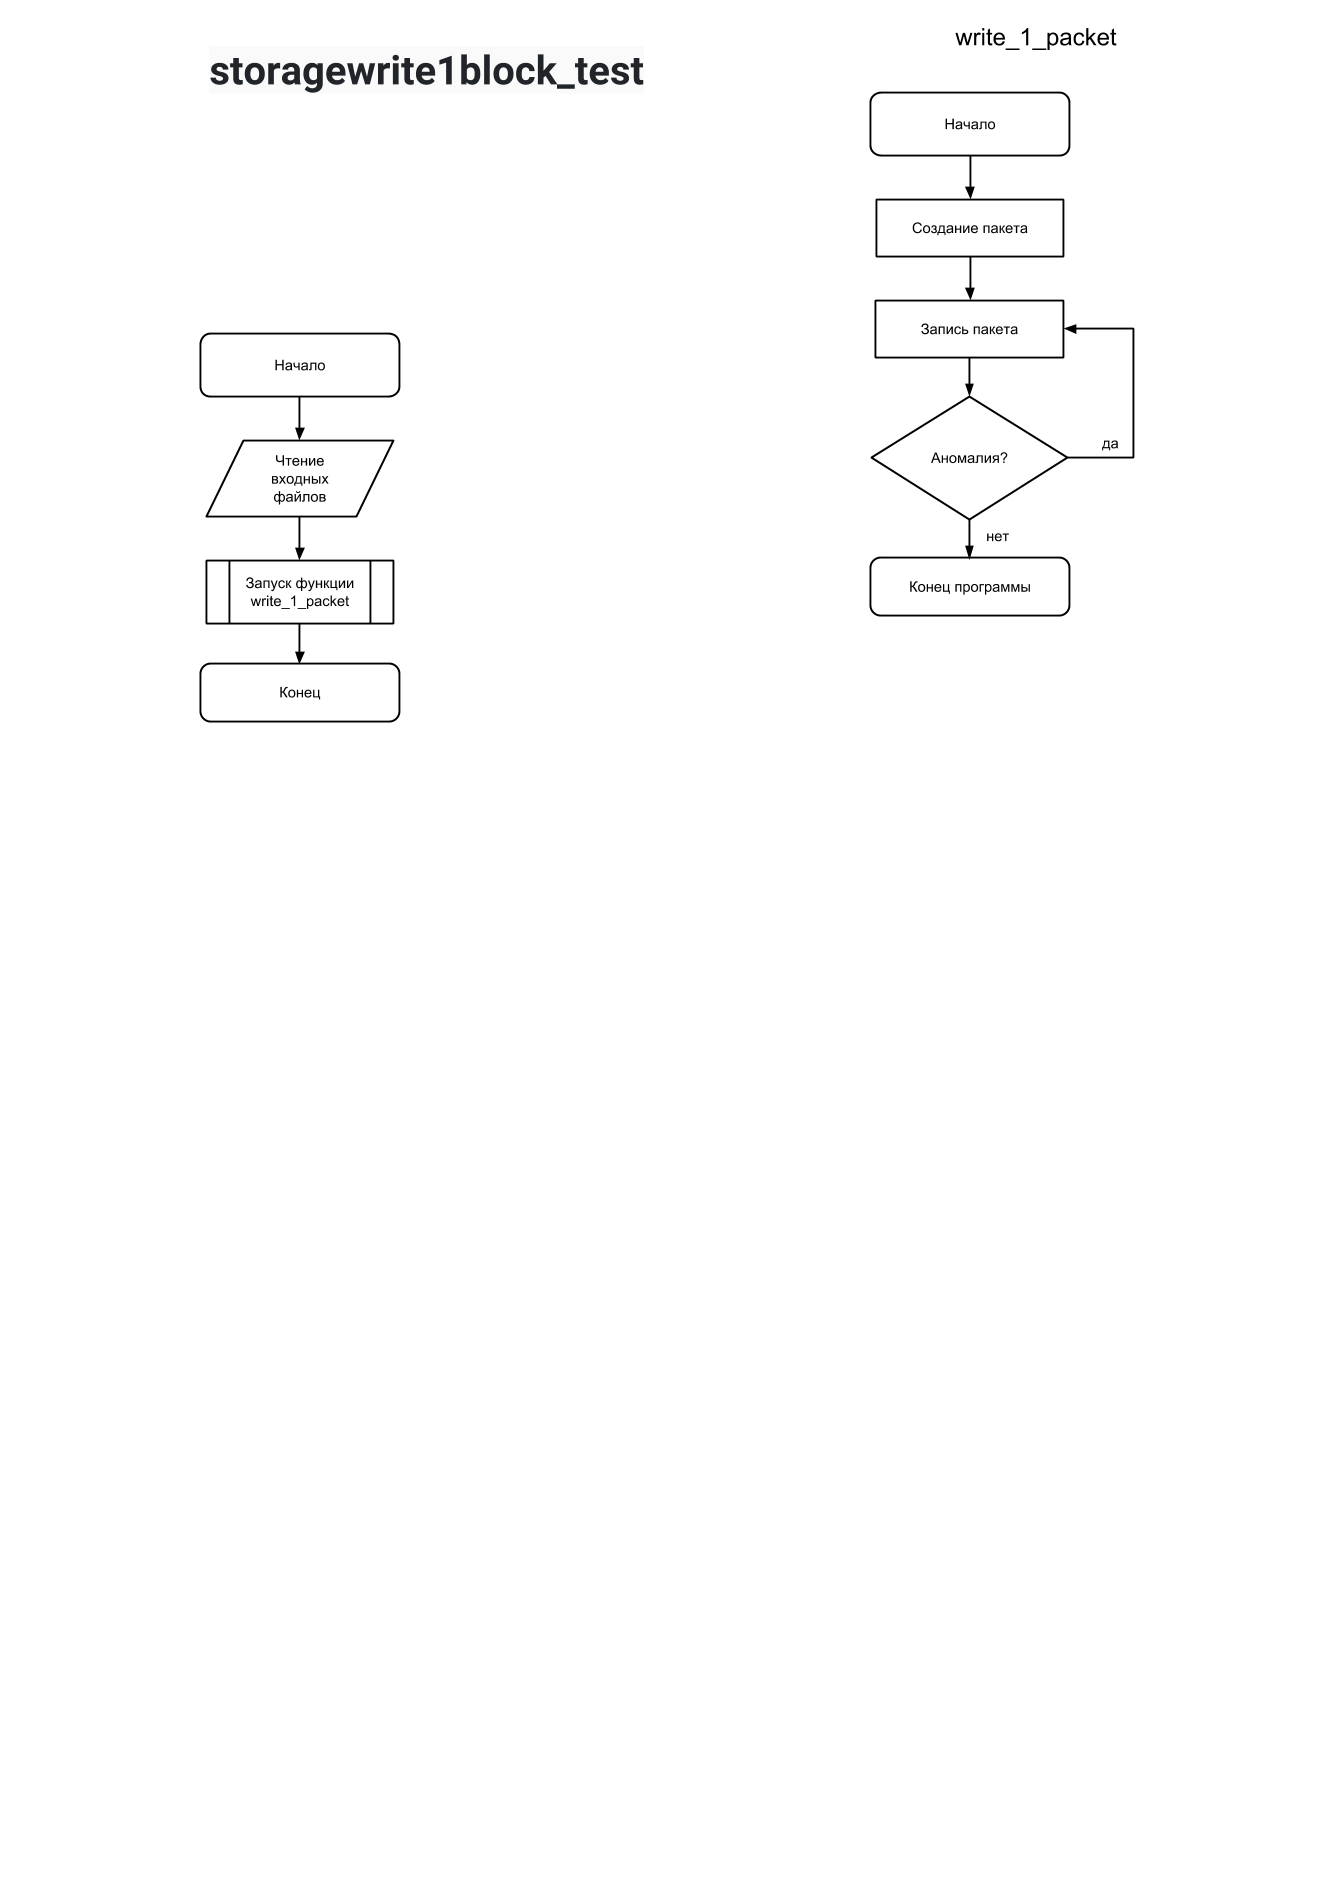 storagewrite1block_test
Начало
Чтение
входных
файлов
Запуск функции
write_1_packet
Конец
write_1_packet
Начало
Создание пакета
Запись пакета
Аномалия?
да
нет
Конец программы